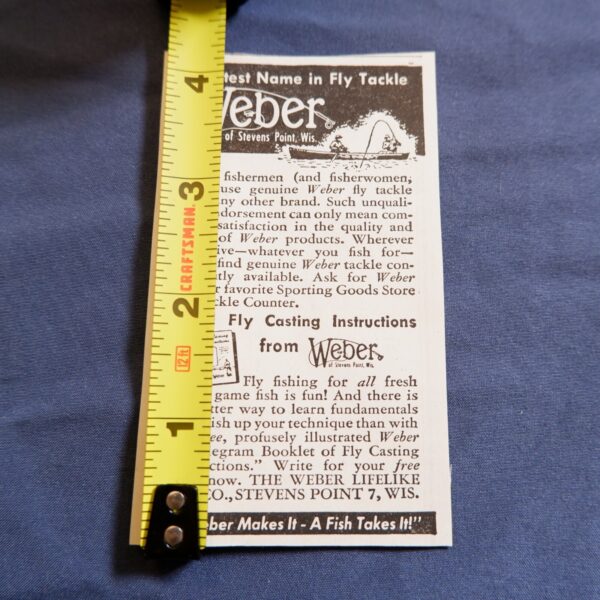 test Name in Fly Tackle
Weber
of Stevens Point, Wis.
fishermen (and fisherwomen,
use genuine Weber fly tackle
ny other brand. Such unquali-
dorsement can only mean com-
satisfaction in the quality and
of Weber products. Wherever
ive—whatever you fish for—
find genuine Weber tackle con-
tly available. Ask for Weber
r favorite Sporting Goods Store
ckle Counter.
Fly Casting Instructions
from Weber
of Stevens Point, Wis.
Fly fishing for all fresh
game fish is fun! And there is
tter way to learn fundamentals
ish up your technique than with
ee, profusely illustrated Weber
egram Booklet of Fly Casting
ctions." Write for your free
now. THE WEBER LIFELIKE
CO., STEVENS POINT 7, WIS.
ber Makes It - A Fish Takes It!"
4
3
CRAFTSMAN
2
12 ft
1